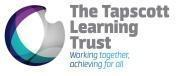 The Tapscott
Learning
Trust
Working together,
achieving for all